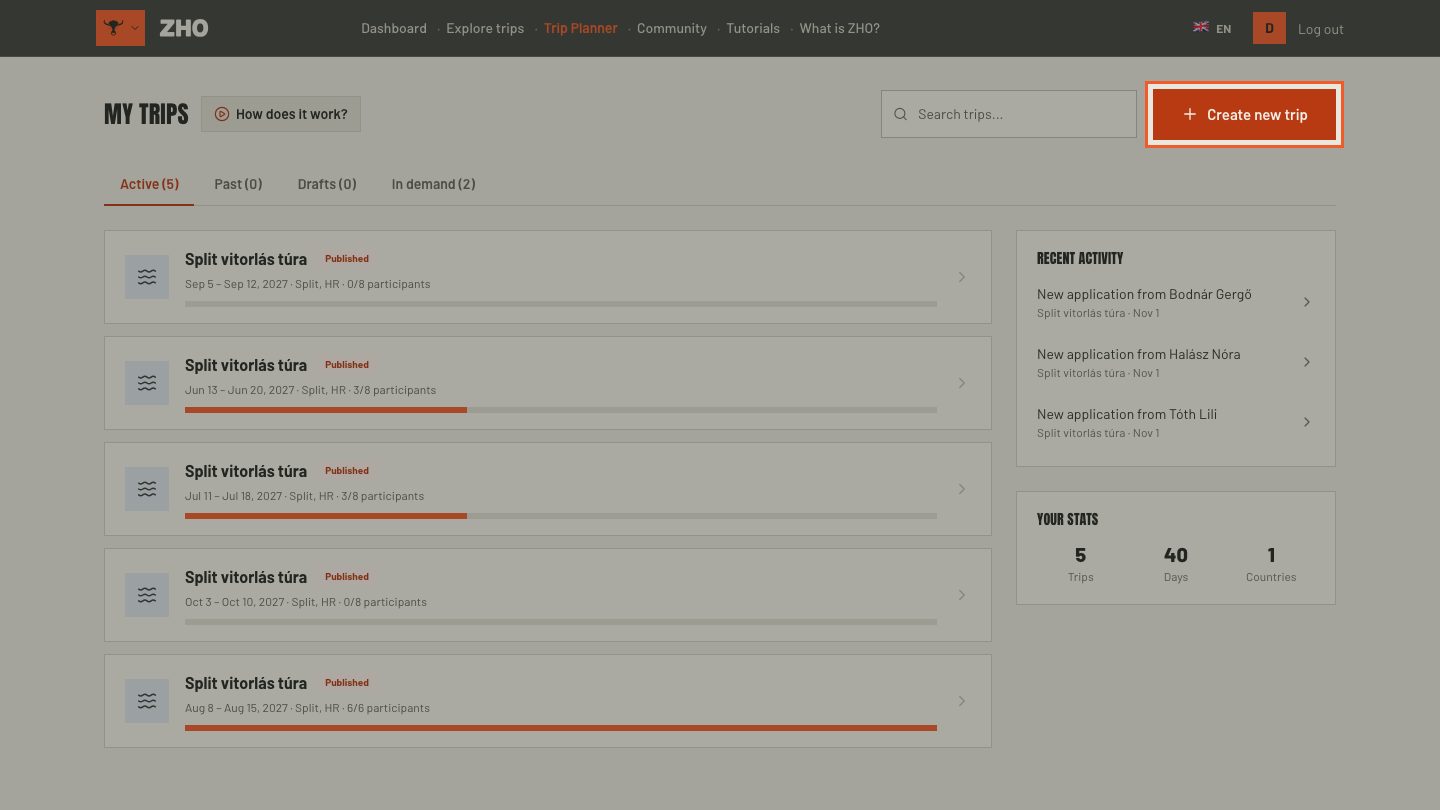 ZHO
Dashboard · Explore trips · Trip Planner · Community · Tutorials · What is ZHO?
EN
D
Log out
MY TRIPS
How does it work?
Search trips...
Create new trip
Active (5)
Past (0)
Drafts (0)
In demand (2)
Split vitorlás túra
Published
Sep 5 – Sep 12, 2027 · Split, HR · 0/8 participants
Split vitorlás túra
Published
Jun 13 – Jun 20, 2027 · Split, HR · 3/8 participants
Split vitorlás túra
Published
Jul 11 – Jul 18, 2027 · Split, HR · 3/8 participants
Split vitorlás túra
Published
Oct 3 – Oct 10, 2027 · Split, HR · 0/8 participants
Split vitorlás túra
Published
Aug 8 – Aug 15, 2027 · Split, HR · 6/6 participants
RECENT ACTIVITY
New application from Bodnár Gergő
Split vitorlás túra · Nov 1
New application from Halász Nóra
Split vitorlás túra · Nov 1
New application from Tóth Lili
Split vitorlás túra · Nov 1
YOUR STATS
5
Trips
40
Days
1
Countries